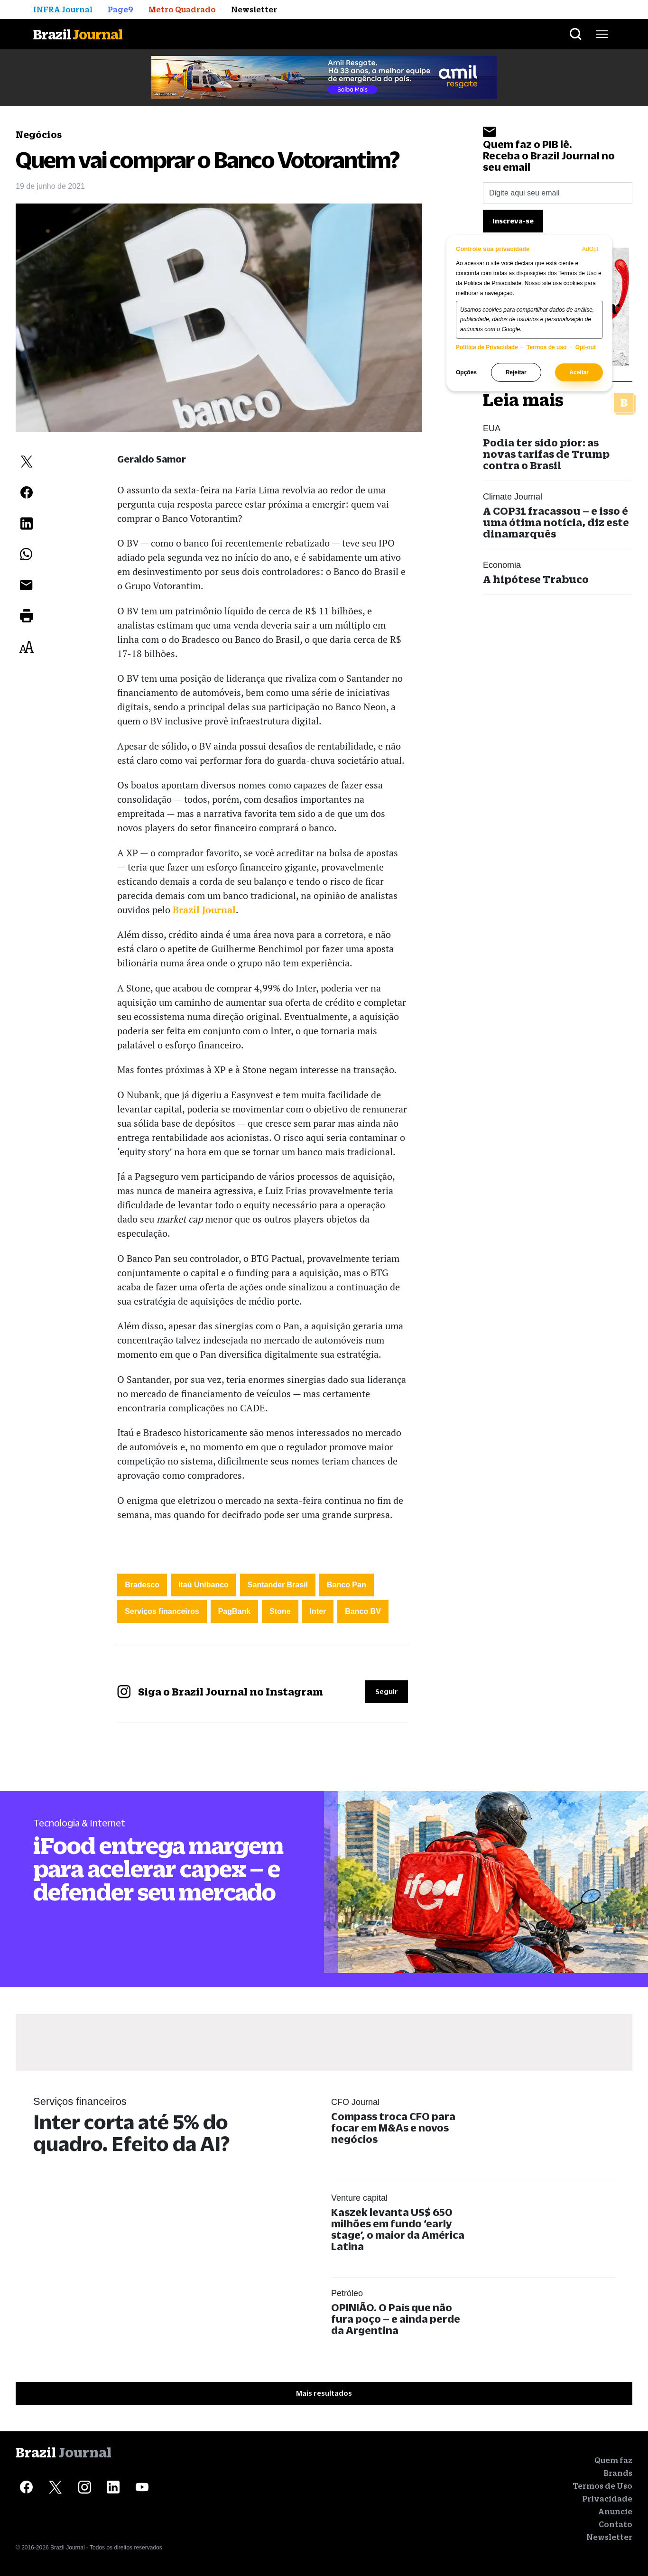 INFRA Journal Page9 Metro Quadrado Newsletter
Brazil Journal
Amil Resgate.
Há 33 anos, a melhor equipe
de emergência do país.
Saiba Mais
amil
resgate
Negócios
Quem vai comprar o Banco Votorantim?
19 de junho de 2021
banco
Geraldo Samor
O assunto da sexta-feira na Faria Lima revolvia ao redor de uma
pergunta cuja resposta parece estar próxima a emergir: quem vai
comprar o Banco Votorantim?
O BV — como o banco foi recentemente rebatizado — teve seu IPO
adiado pela segunda vez no início do ano, e é sabidamente um ativo
em desinvestimento por seus dois controladores: o Banco do Brasil e
o Grupo Votorantim.
O BV tem um patrimônio líquido de cerca de R$ 11 bilhões, e
analistas estimam que uma venda deveria sair a um múltiplo em
linha com o do Bradesco ou Banco do Brasil, o que daria cerca de R$
17-18 bilhões.
O BV tem uma posição de liderança que rivaliza com o Santander no
financiamento de automóveis, bem como uma série de iniciativas
digitais, sendo a principal delas sua participação no Banco Neon, a
quem o BV inclusive provê infraestrutura digital.
Apesar de sólido, o BV ainda possui desafios de rentabilidade, e não
está claro como vai performar fora do guarda-chuva societário atual.
Os boatos apontam diversos nomes como capazes de fazer essa
consolidação — todos, porém, com desafios importantes na
empreitada — mas a narrativa favorita tem sido a de que um dos
novos players do setor financeiro comprará o banco.
A XP — o comprador favorito, se você acreditar na bolsa de apostas
— teria que fazer um esforço financeiro gigante, provavelmente
esticando demais a corda de seu balanço e tendo o risco de ficar
parecida demais com um banco tradicional, na opinião de analistas
ouvidos pelo Brazil Journal.
Além disso, crédito ainda é uma área nova para a corretora, e não
está claro o apetite de Guilherme Benchimol por fazer uma aposta
bilionária numa área onde o grupo não tem experiência.
A Stone, que acabou de comprar 4,99% do Inter, poderia ver na
aquisição um caminho de aumentar sua oferta de crédito e completar
seu ecossistema numa direção original. Eventualmente, a aquisição
poderia ser feita em conjunto com o Inter, o que tornaria mais
palatável o esforço financeiro.
Mas fontes próximas à XP e à Stone negam interesse na transação.
O Nubank, que já digeriu a Easynvest e tem muita facilidade de
levantar capital, poderia se movimentar com o objetivo de remunerar
sua sólida base de depósitos — que cresce sem parar mas ainda não
entrega rentabilidade aos acionistas. O risco aqui seria contaminar o
‘equity story’ na hora em que se tornar um banco mais tradicional.
Já a Pagseguro vem participando de vários processos de aquisição,
mas nunca de maneira agressiva, e Luiz Frias provavelmente teria
dificuldade de levantar todo o equity necessário para a operação
dado seu market cap menor que os outros players objetos da
especulação.
O Banco Pan seu controlador, o BTG Pactual, provavelmente teriam
conjuntamente o capital e o funding para a aquisição, mas o BTG
acaba de fazer uma oferta de ações onde sinalizou a continuação de
sua estratégia de aquisições de médio porte.
Além disso, apesar das sinergias com o Pan, a aquisição geraria uma
concentração talvez indesejada no mercado de automóveis num
momento em que o Pan diversifica digitalmente sua estratégia.
O Santander, por sua vez, teria enormes sinergias dado sua liderança
no mercado de financiamento de veículos — mas certamente
encontraria complicações no CADE.
Itaú e Bradesco historicamente são menos interessados no mercado
de automóveis e, no momento em que o regulador promove maior
competição no sistema, dificilmente seus nomes teriam chances de
aprovação como compradores.
O enigma que eletrizou o mercado na sexta-feira continua no fim de
semana, mas quando for decifrado pode ser uma grande surpresa.
Bradesco Itaú Unibanco Santander Brasil Banco Pan
Serviços financeiros PagBank Stone Inter Banco BV
Siga o Brazil Journal no Instagram
Seguir
Quem faz o PIB lê.
Receba o Brazil Journal no
seu email
Digite aqui seu email
Inscreva-se
Controle sua privacidade AdOpt
Ao acessar o site você declara que está ciente e
concorda com todas as disposições dos Termos de Uso e
da Política de Privacidade. Nosso site usa cookies para
melhorar a navegação.
Usamos cookies para compartilhar dados de análise,
publicidade, dados de usuários e personalização de
anúncios com o Google.
Política de Privacidade - Termos de uso - Opt-out
Opções Rejeitar Aceitar
Leia mais
B
EUA
Podia ter sido pior: as
novas tarifas de Trump
contra o Brasil
Climate Journal
A COP31 fracassou – e isso é
uma ótima notícia, diz este
dinamarquês
Economia
A hipótese Trabuco
Tecnologia & Internet
iFood entrega margem
para acelerar capex – e
defender seu mercado
ifood
Serviços financeiros
Inter corta até 5% do
quadro. Efeito da AI?
CFO Journal
Compass troca CFO para
focar em M&As e novos
negócios
Venture capital
Kaszek levanta US$ 650
milhões em fundo ‘early
stage’, o maior da América
Latina
Petróleo
OPINIÃO. O País que não
fura poço – e ainda perde
da Argentina
Mais resultados
Brazil Journal
Quem faz
Brands
Termos de Uso
Privacidade
Anuncie
Contato
Newsletter
© 2016-2026 Brazil Journal - Todos os direitos reservados